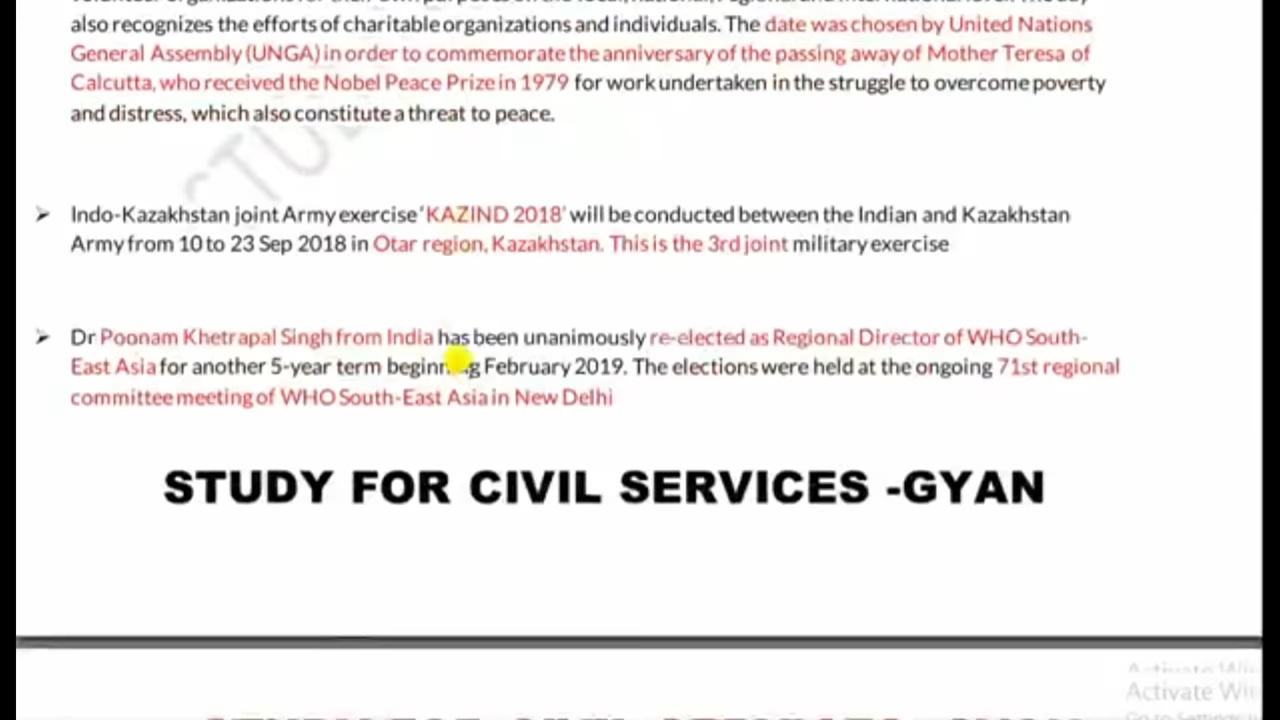 also recognizes the efforts of charitable organizations and individuals. The date was chosen by United Nations
General Assembly (UNGA) in order to commemorate the anniversary of the passing away of Mother Teresa of
Calcutta, who received the Nobel Peace Prize in 1979 for work undertaken in the struggle to overcome poverty
and distress, which also constitute a threat to peace.
➢ Indo-Kazakhstan joint Army exercise 'KAZIND 2018' will be conducted between the Indian and Kazakhstan
Army from 10 to 23 Sep 2018 in Otar region, Kazakhstan. This is the 3rd joint military exercise
➢ Dr Poonam Khetrapal Singh from India has been unanimously re-elected as Regional Director of WHO South-
East Asia for another 5-year term beginning February 2019. The elections were held at the ongoing 71st regional
committee meeting of WHO South-East Asia in New Delhi
STUDY FOR CIVIL SERVICES -GYAN
Activate Win